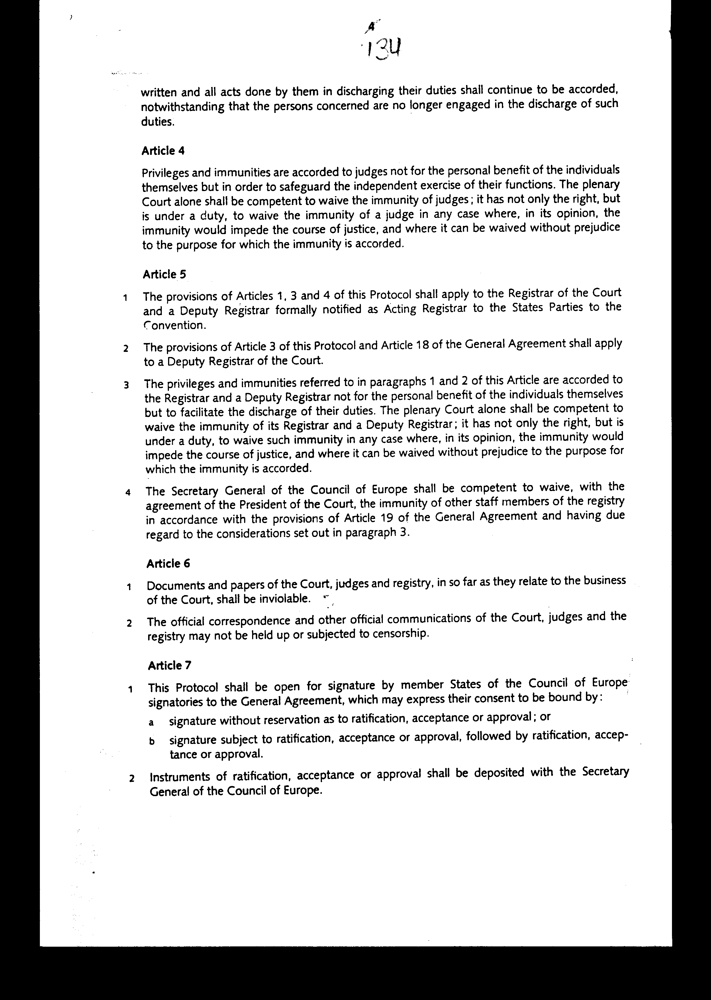 4
134
written and all acts done by them in discharging their duties shall continue to be accorded,
notwithstanding that the persons concerned are no longer engaged in the discharge of such
duties.
Article 4
Privileges and immunities are accorded to judges not for the personal benefit of the individuals
themselves but in order to safeguard the independent exercise of their functions. The plenary
Court alone shall be competent to waive the immunity of judges; it has not only the right, but
is under a duty, to waive the immunity of a judge in any case where, in its opinion, the
immunity would impede the course of justice, and where it can be waived without prejudice
to the purpose for which the immunity is accorded.
Article 5
1 The provisions of Articles 1, 3 and 4 of this Protocol shall apply to the Registrar of the Court
and a Deputy Registrar formally notified as Acting Registrar to the States Parties to the
Convention.
2 The provisions of Article 3 of this Protocol and Article 18 of the General Agreement shall apply
to a Deputy Registrar of the Court.
3 The privileges and immunities referred to in paragraphs 1 and 2 of this Article are accorded to
the Registrar and a Deputy Registrar not for the personal benefit of the individuals themselves
but to facilitate the discharge of their duties. The plenary Court alone shall be competent to
waive the immunity of its Registrar and a Deputy Registrar; it has not only the right, but is
under a duty, to waive such immunity in any case where, in its opinion, the immunity would
impede the course of justice, and where it can be waived without prejudice to the purpose for
which the immunity is accorded.
4 The Secretary General of the Council of Europe shall be competent to waive, with the
agreement of the President of the Court, the immunity of other staff members of the registry
in accordance with the provisions of Article 19 of the General Agreement and having due
regard to the considerations set out in paragraph 3.
Article 6
1 Documents and papers of the Court, judges and registry, in so far as they relate to the business
of the Court, shall be inviolable.
2 The official correspondence and other official communications of the Court, judges and the
registry may not be held up or subjected to censorship.
Article 7
1 This Protocol shall be open for signature by member States of the Council of Europe
signatories to the General Agreement, which may express their consent to be bound by:
a signature without reservation as to ratification, acceptance or approval; or
b signature subject to ratification, acceptance or approval, followed by ratification, accep-
tance or approval.
2 Instruments of ratification, acceptance or approval shall be deposited with the Secretary
General of the Council of Europe.